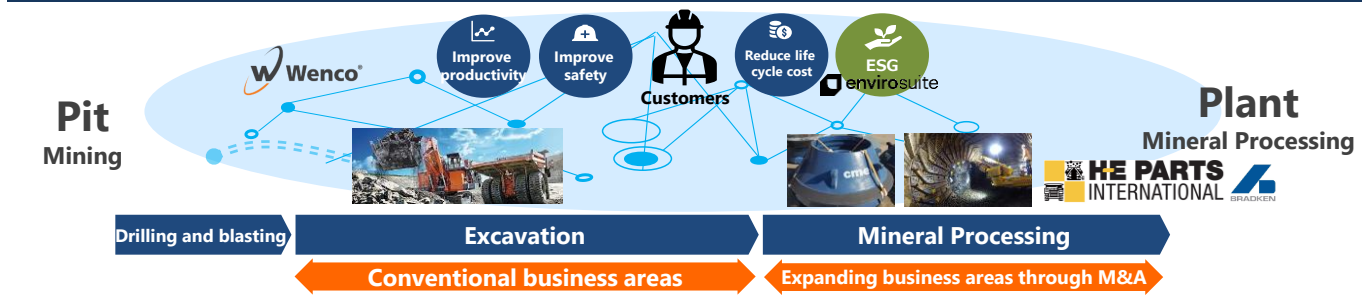 Improve
productivity
Improve
safety
Customers
Reduce life
cycle cost
ESG
envirosuite
Wenco®
Pit
Mining
Plant
Mineral Processing
cme
H-E PARTS
INTERNATIONAL
BRADKEN
Drilling and blasting
Excavation
Mineral Processing
Conventional business areas
Expanding business areas through M&A